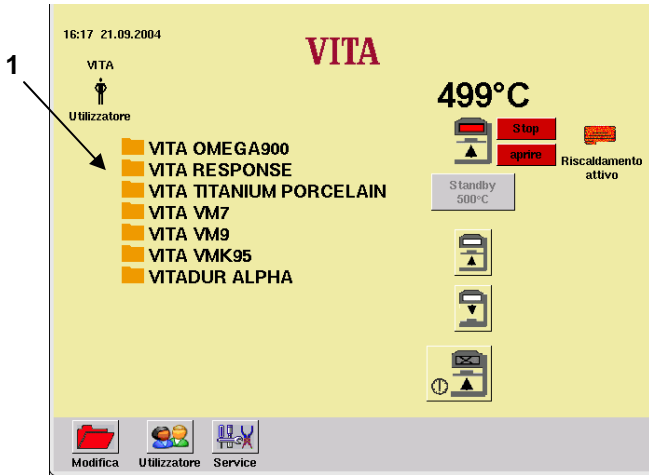 16:17 21.09.2004
VITA
1
VITA
Utilizzatore
499°C
Stop
aprire
Riscaldamento
attivo
Standby
500°C
VITA OMEGA900
VITA RESPONSE
VITA TITANIUM PORCELAIN
VITA VM7
VITA VM9
VITA VMK95
VITADUR ALPHA
Modifica
Utilizzatore
Service